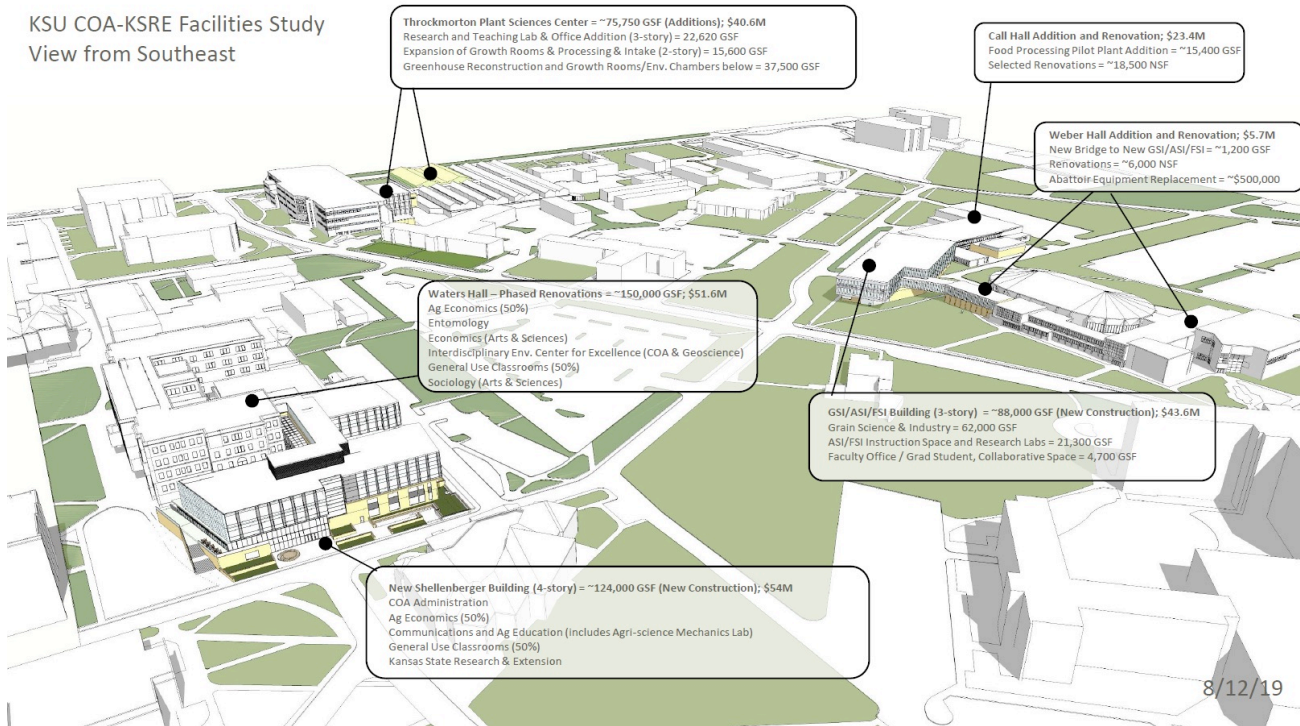 KSU COA-KSRE Facilities Study
View from Southeast
Throckmorton Plant Sciences Center = ~75,750 GSF (Additions); $40.6M
Research and Teaching Lab & Office Addition (3-story) = 22,620 GSF
Expansion of Growth Rooms & Processing & Intake (2-story) = 15,600 GSF
Greenhouse Reconstruction and Growth Rooms/Env. Chambers below = 37,500 GSF
Call Hall Addition and Renovation; $23.4M
Food Processing Pilot Plant Addition = ~15,400 GSF
Selected Renovations = ~18,500 NSF
Weber Hall Addition and Renovation; $5.7M
New Bridge to New GSI/ASI/FSI = ~1,200 GSF
Renovations = ~6,000 NSF
Abattoir Equipment Replacement = ~$500,000
Waters Hall – Phased Renovations = ~150,000 GSF; $51.6M
Ag Economics (50%)
Entomology
Economics (Arts & Sciences)
Interdisciplinary Env. Center for Excellence (COA & Geoscience)
General Use Classrooms (50%)
Sociology (Arts & Sciences)
GSI/ASI/FSI Building (3-story) = ~88,000 GSF (New Construction); $43.6M
Grain Science & Industry = 62,000 GSF
ASI/FSI Instruction Space and Research Labs = 21,300 GSF
Faculty Office / Grad Student, Collaborative Space = 4,700 GSF
New Shellenberger Building (4-story) = ~124,000 GSF (New Construction); $54M
COA Administration
Ag Economics (50%)
Communications and Ag Education (includes Agri-science Mechanics Lab)
General Use Classrooms (50%)
Kansas State Research & Extension
8/12/19